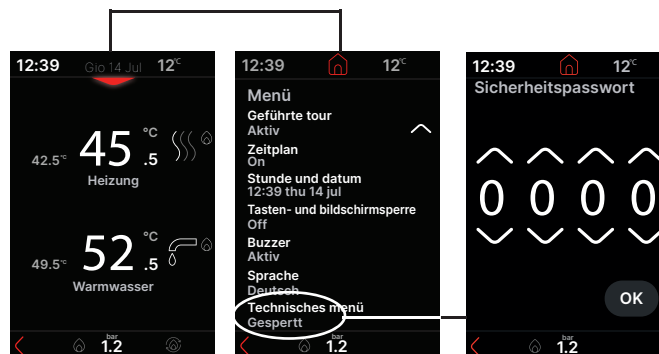 12:39 Gio 14 Jul 12°C
42.5°C 45 °C .5
Heizung
49.5°C 52 °C .5
Warmwasser
bar
1.2
12:39 12°C
Menü
Geführte tour
Aktiv
Zeitplan
On
Stunde und datum
12:39 thu 14 jul
Tasten- und bildschirmsperre
Off
Buzzer
Aktiv
Sprache
Deutsch
Technisches menü
Gespertt
bar
1.2
12:39 12°C
Sicherheitspasswort
0 0 0 0
OK
bar
1.2